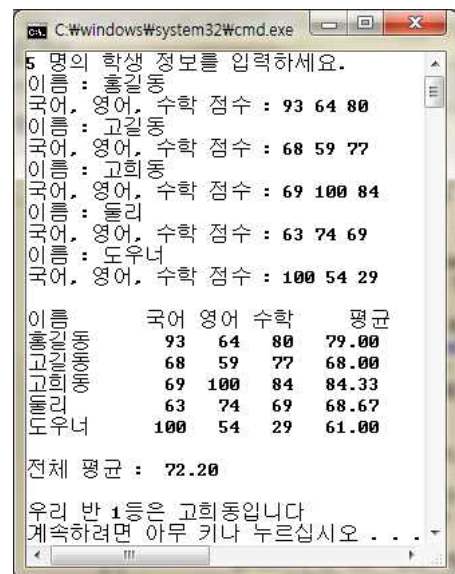 C:\windows\system32\cmd.exe
5 명의 학생 정보를 입력하세요.
이름 : 홍길동
국어, 영어, 수학 점수 : 93 64 80
이름 : 고길동
국어, 영어, 수학 점수 : 68 59 77
이름 : 고희동
국어, 영어, 수학 점수 : 69 100 84
이름 : 둘리
국어, 영어, 수학 점수 : 63 74 69
이름 : 도우너
국어, 영어, 수학 점수 : 100 54 29
이름 국어 영어 수학 평균
홍길동 93 64 80 79.00
고길동 68 59 77 68.00
고희동 69 100 84 84.33
둘리 63 74 69 68.67
도우너 100 54 29 61.00
전체 평균 : 72.20
우리 반 1등은 고희동입니다
계속하려면 아무 키나 누르십시오 . . .